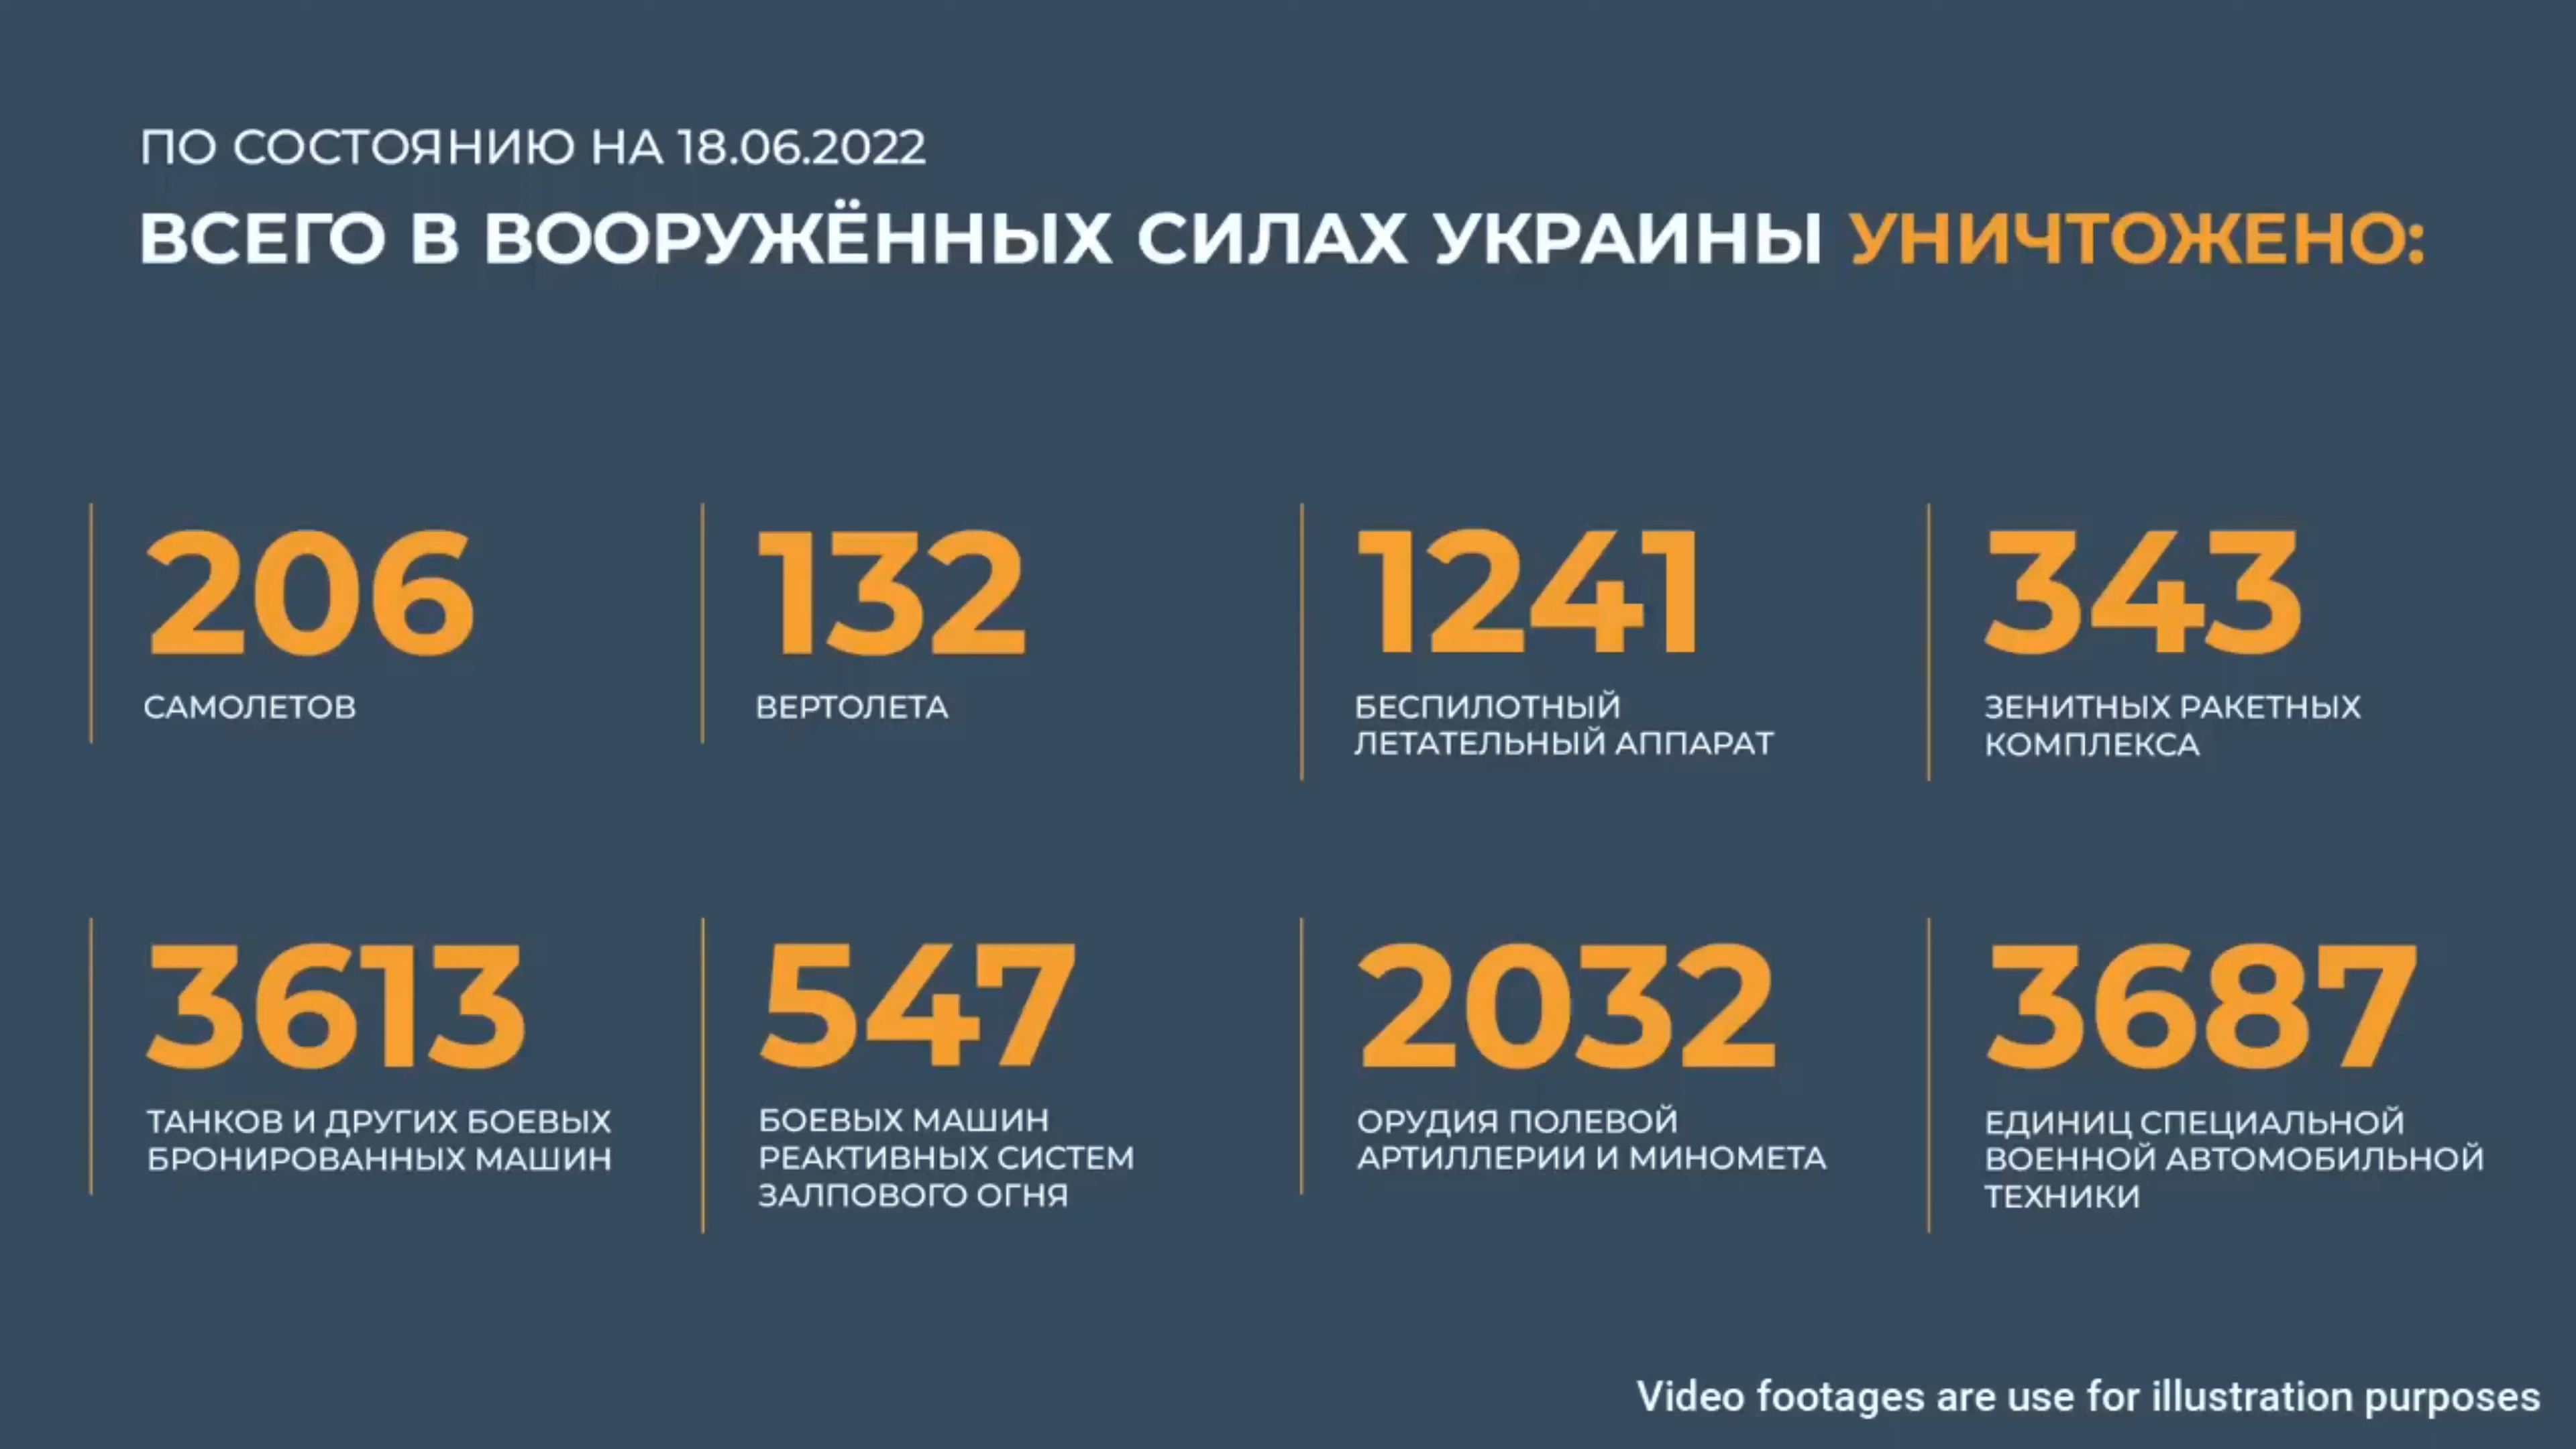 ПО СОСТОЯНИЮ НА 18.06.2022
ВСЕГО В ВООРУЖЁННЫХ СИЛАХ УКРАИНЫ УНИЧТОЖЕНО:
206
САМОЛЕТОВ
132
ВЕРТОЛЕТА
1241
БЕСПИЛОТНЫЙ
ЛЕТАТЕЛЬНЫЙ АППАРАТ
343
ЗЕНИТНЫХ РАКЕТНЫХ
КОМПЛЕКСА
3613
ТАНКОВ И ДРУГИХ БОЕВЫХ
БРОНИРОВАННЫХ МАШИН
547
БОЕВЫХ МАШИН
РЕАКТИВНЫХ СИСТЕМ
ЗАЛПОВОГО ОГНЯ
2032
ОРУДИЯ ПОЛЕВОЙ
АРТИЛЛЕРИИ И МИНОМЕТА
3687
ЕДИНИЦ СПЕЦИАЛЬНОЙ
ВОЕННОЙ АВТОМОБИЛЬНОЙ
ТЕХНИКИ
Video footages are use for illustration purposes